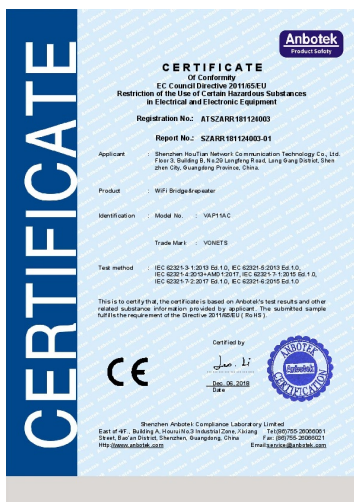 CERTIFICATE
Anbotek
Product Safety
CERTIFICATE
Of Conformity
EC Council Directive 2011/65/EU
Restriction of the Use of Certain Hazardous Substances
in Electrical and Electronic Equipment
Registration No.: ATSZARR181124003
Report No.: SZARR181124003-01
Applicant : Shenzhen HouTian Network Communication Technology Co., Ltd.
Floor 3, Building B, No.29 Longfeng Road, Long Gang District, Shen
zhen City, Guangdong Province, China.
Product : WiFi Bridge&repeater
Identification : Model No. : VAP11AC
Trade Mark : VONETS
Test method : IEC 62321-3-1:2013 Ed.1.0, IEC 62321-5:2013 Ed.1.0,
IEC 62321-4:2013+AMD1:2017, IEC 62321-7-1:2015 Ed.1.0,
IEC 62321-7-2:2017 Ed.1.0, IEC 62321-6:2015 Ed.1.0
This is to certify that, the certificate is based on Anbotek's test results and other
related substance information provided by applicant. The submitted sample
fulfills the requirement of the Directive 2011/65/EU ( RoHS ).
Certified by
CE
Dec. 06, 2018
Date
ANBOTEK
Anbotek
CERTIFICATION
Shenzhen Anbotek Compliance Laboratory Limited
East of 4/F., Building A, Hourui No.3 Industrial Zone, Xixiang Tel:(86)755-26066061
Street, Bao'an District, Shenzhen, Guangdong, China Fax: (86)755-26066021
Http://www.anbotek.com Email:service@anbotek.com